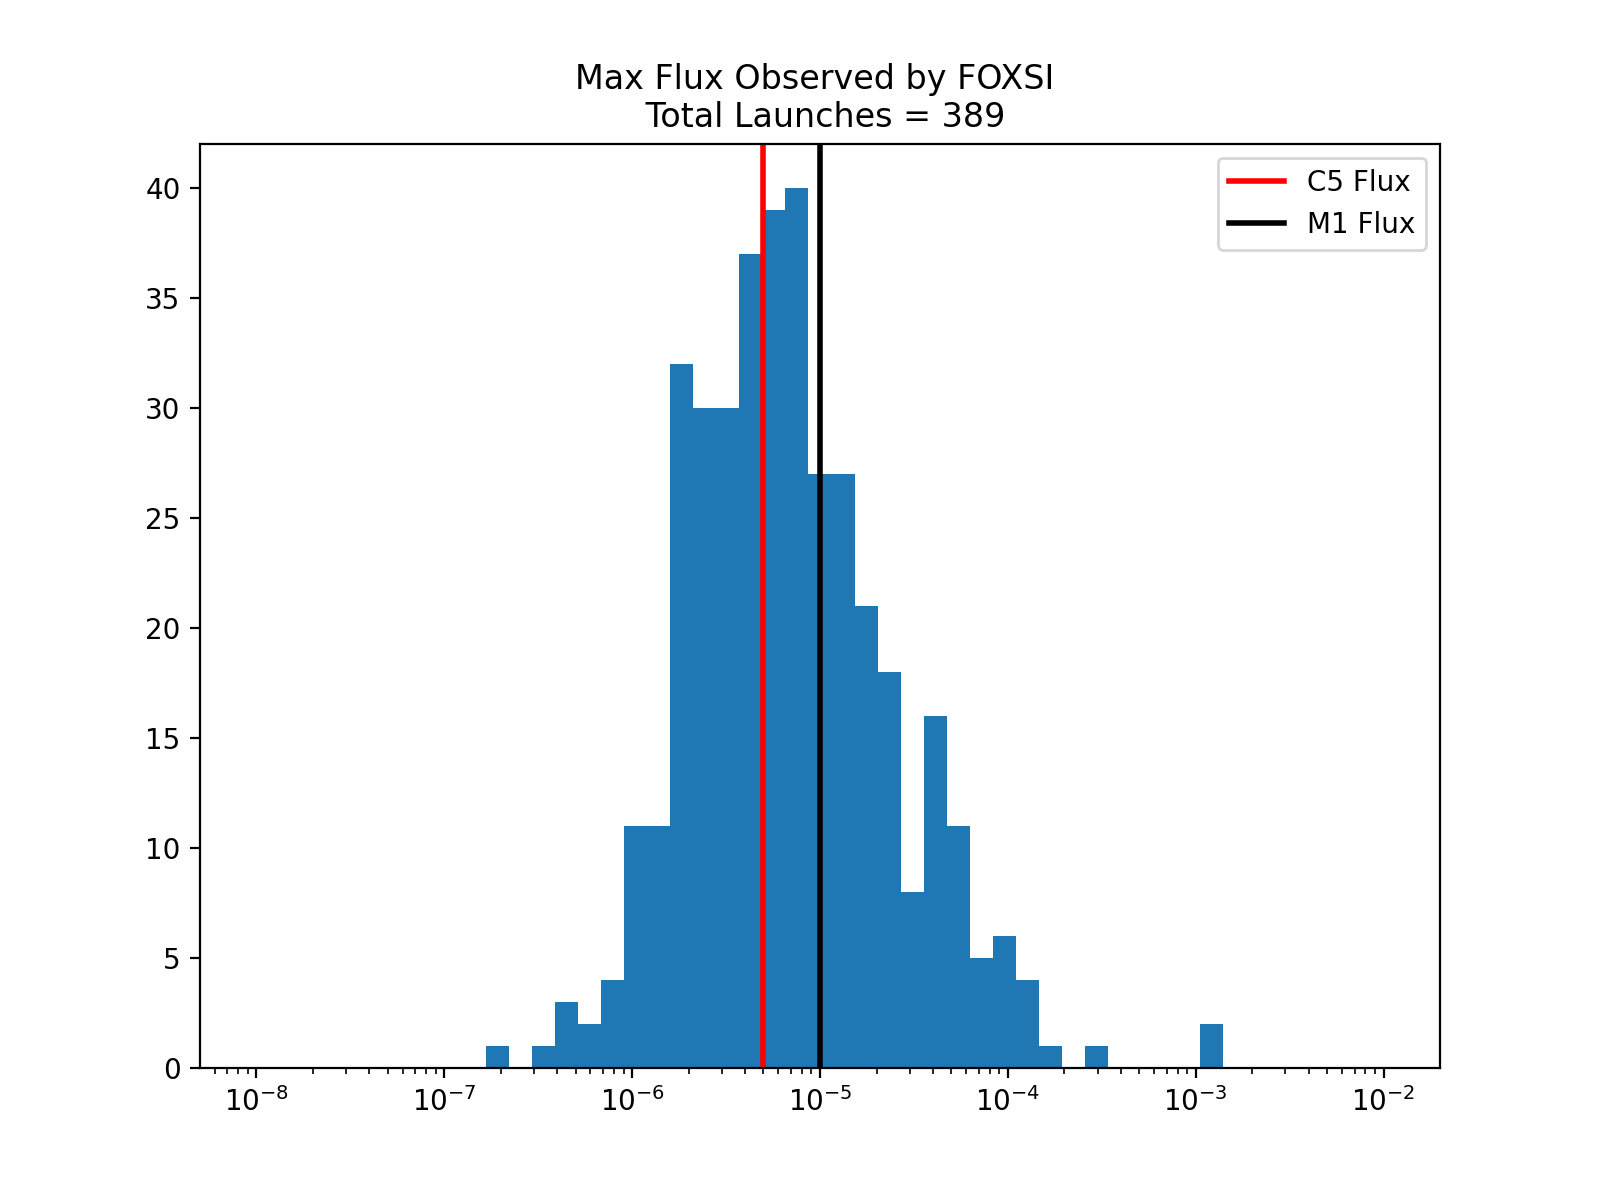 Max Flux Observed by FOXSI
Total Launches = 389
C5 Flux
M1 Flux
40
35
30
25
20
15
10
5
0
10⁻⁸ 10⁻⁷ 10⁻⁶ 10⁻⁵ 10⁻⁴ 10⁻³ 10⁻²